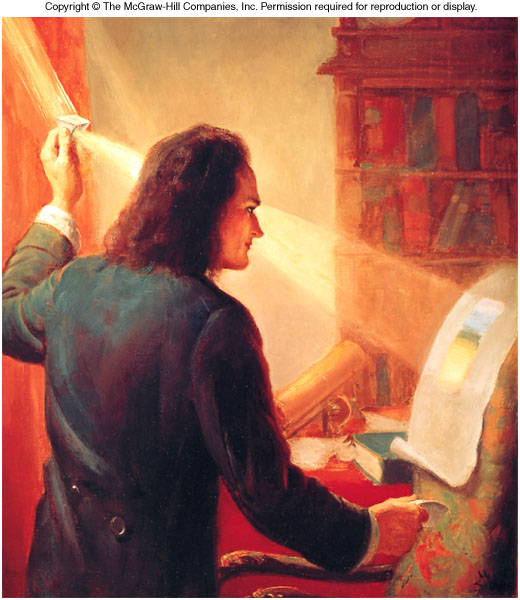 Copyright © The McGraw-Hill Companies, Inc. Permission required for reproduction or display.